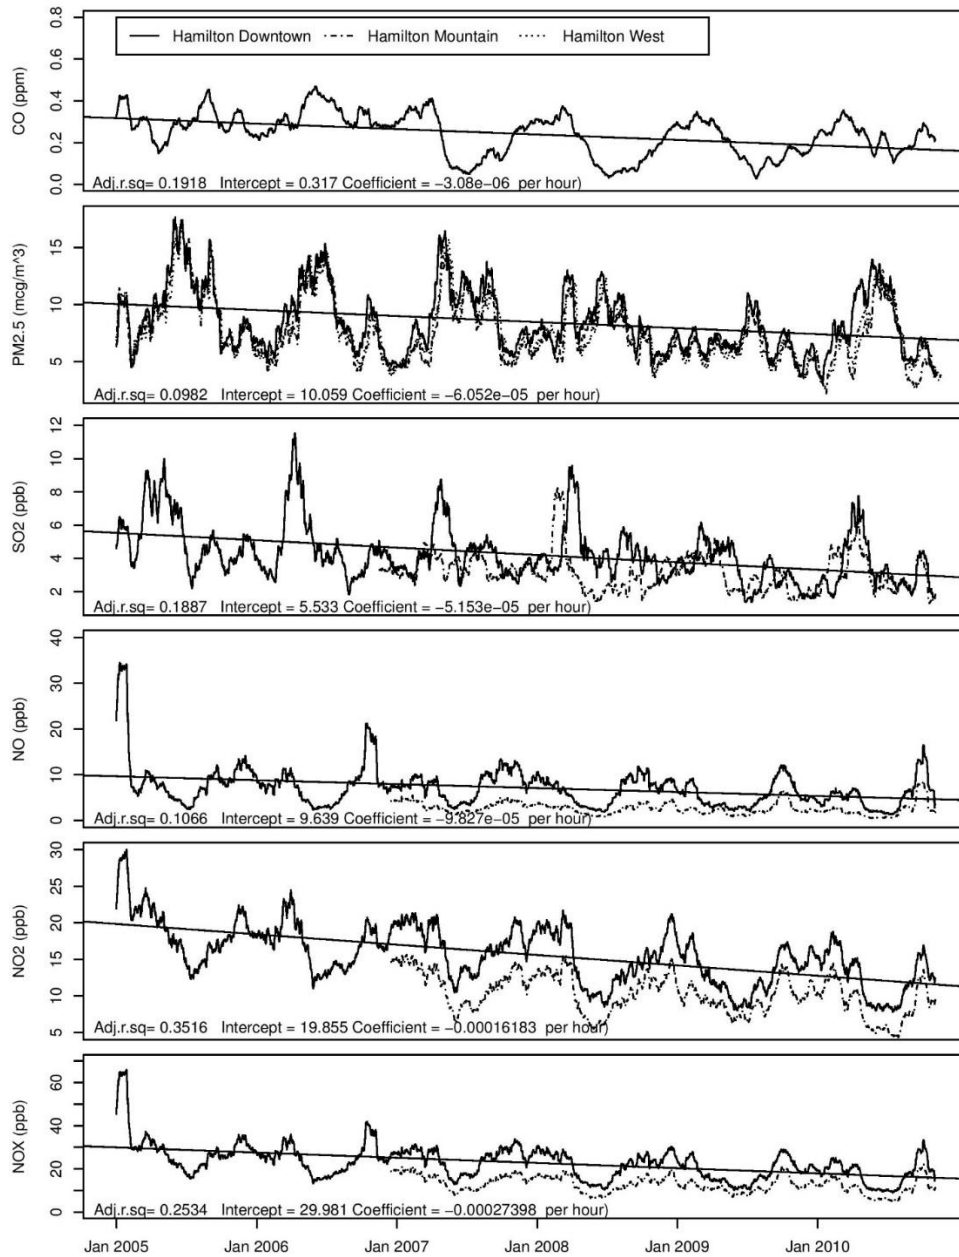 Hamilton Downtown Hamilton Mountain Hamilton West
CO (ppm)
0.8
0.6
0.4
0.2
0.0
Adj.r.sq= 0.1918 Intercept = 0.317 Coefficient = −3.08e−06 per hour)
PM2.5 (mcg/m^3)
15
10
5
Adj.r.sq= 0.0982 Intercept = 10.059 Coefficient = −6.052e−05 per hour)
SO2 (ppb)
12
10
8
6
4
2
Adj.r.sq= 0.1887 Intercept = 5.533 Coefficient = −5.153e−05 per hour)
NO (ppb)
40
30
20
10
0
Adj.r.sq= 0.1066 Intercept = 9.639 Coefficient = −9.827e−05 per hour)
NO2 (ppb)
30
25
20
15
10
5
Adj.r.sq= 0.3516 Intercept = 19.855 Coefficient = −0.00016183 per hour)
NOX (ppb)
60
40
20
0
Adj.r.sq= 0.2534 Intercept = 29.981 Coefficient = −0.00027398 per hour)
Jan 2005 Jan 2006 Jan 2007 Jan 2008 Jan 2009 Jan 2010